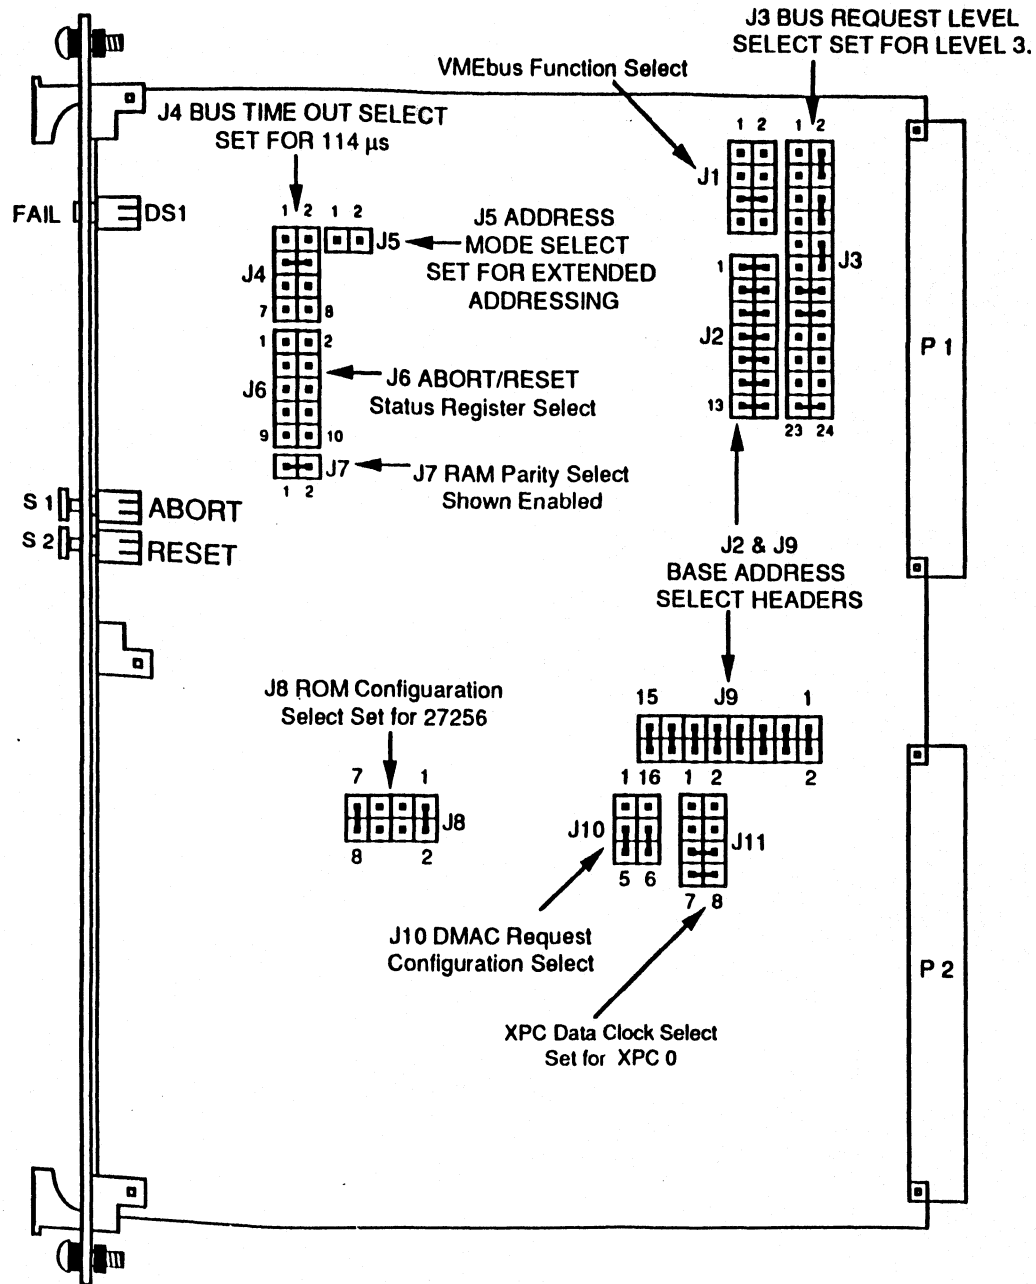 J3 BUS REQUEST LEVEL
SELECT SET FOR LEVEL 3.
VMEbus Function Select
J4 BUS TIME OUT SELECT
SET FOR 114 µs
1 2
1 2
J1
FAIL
DS1
1 2
1 2
J5
J5 ADDRESS
MODE SELECT
SET FOR EXTENDED
ADDRESSING
J4
7
8
J3
1
J2
13
23 24
P 1
1
2
J6
J6 ABORT/RESET
Status Register Select
9
10
J7
1 2
J7 RAM Parity Select
Shown Enabled
S 1
ABORT
S 2
RESET
J2 & J9
BASE ADDRESS
SELECT HEADERS
J8 ROM Configuaration
Select Set for 27256
15
J9
1
16
2
7
1
J8
8
2
1
J10
5 6
1 2
J11
7 8
J10 DMAC Request
Configuration Select
P 2
XPC Data Clock Select
Set for XPC 0